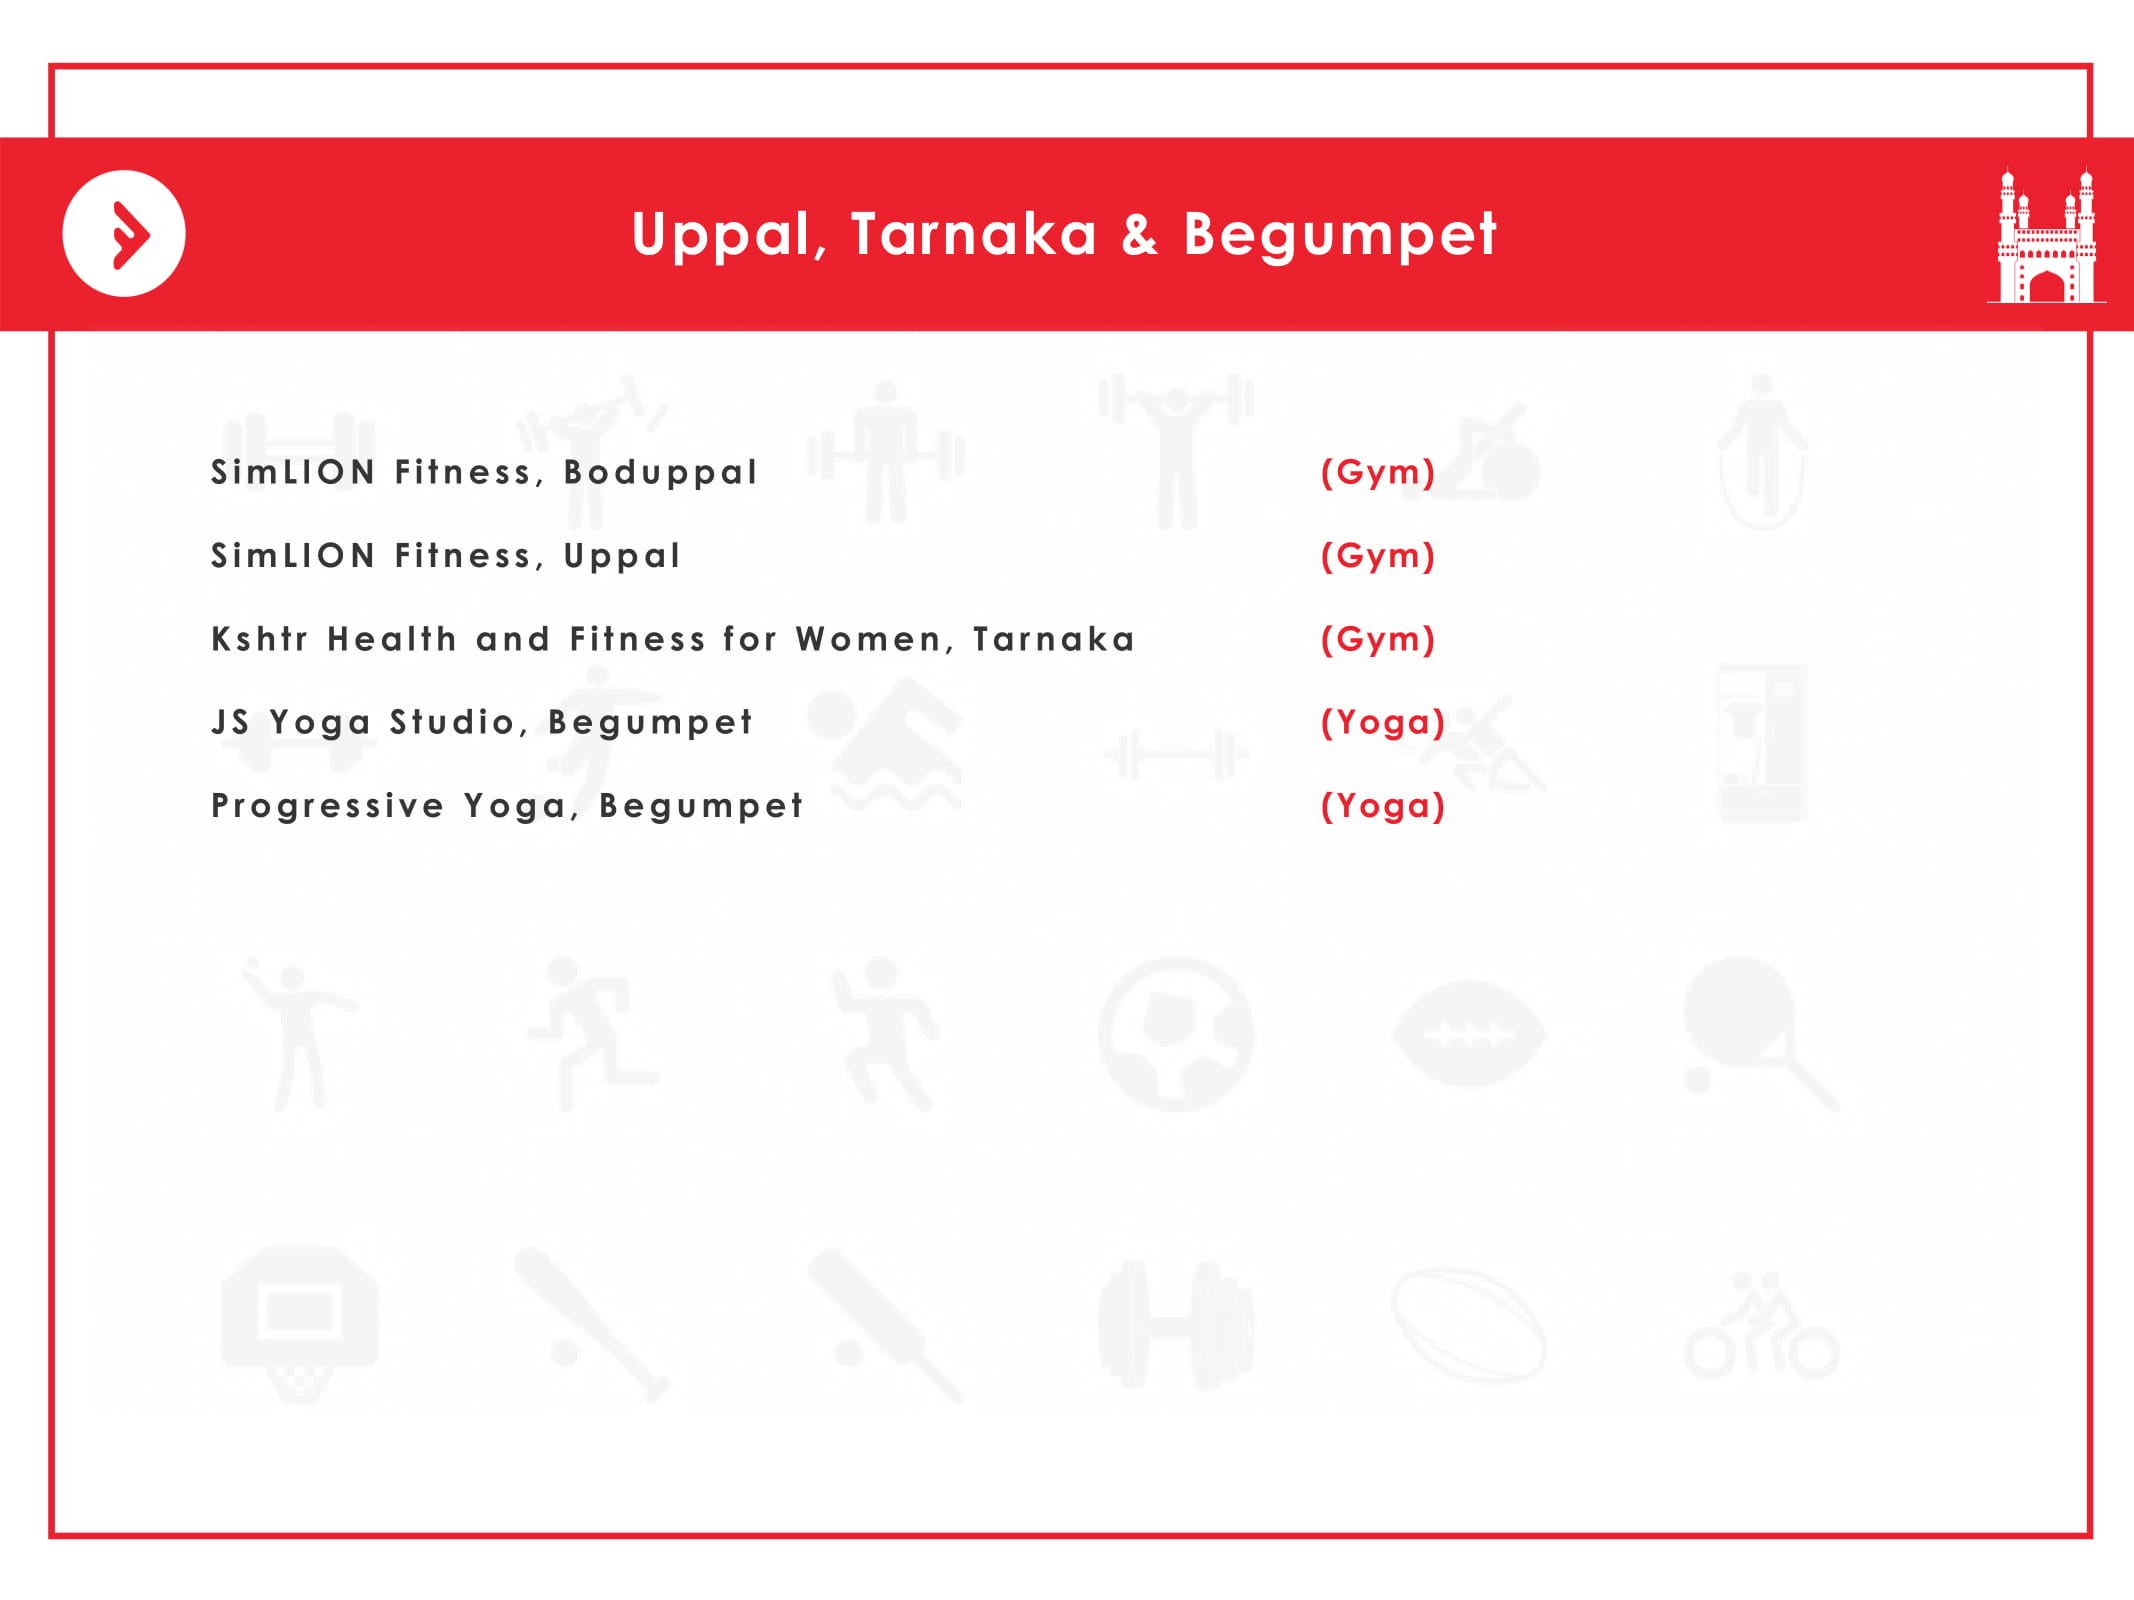 Uppal, Tarnaka & Begumpet
SimLION Fitness, Boduppal (Gym)
SimLION Fitness, Uppal (Gym)
Kshtr Health and Fitness for Women, Tarnaka (Gym)
JS Yoga Studio, Begumpet (Yoga)
Progressive Yoga, Begumpet (Yoga)